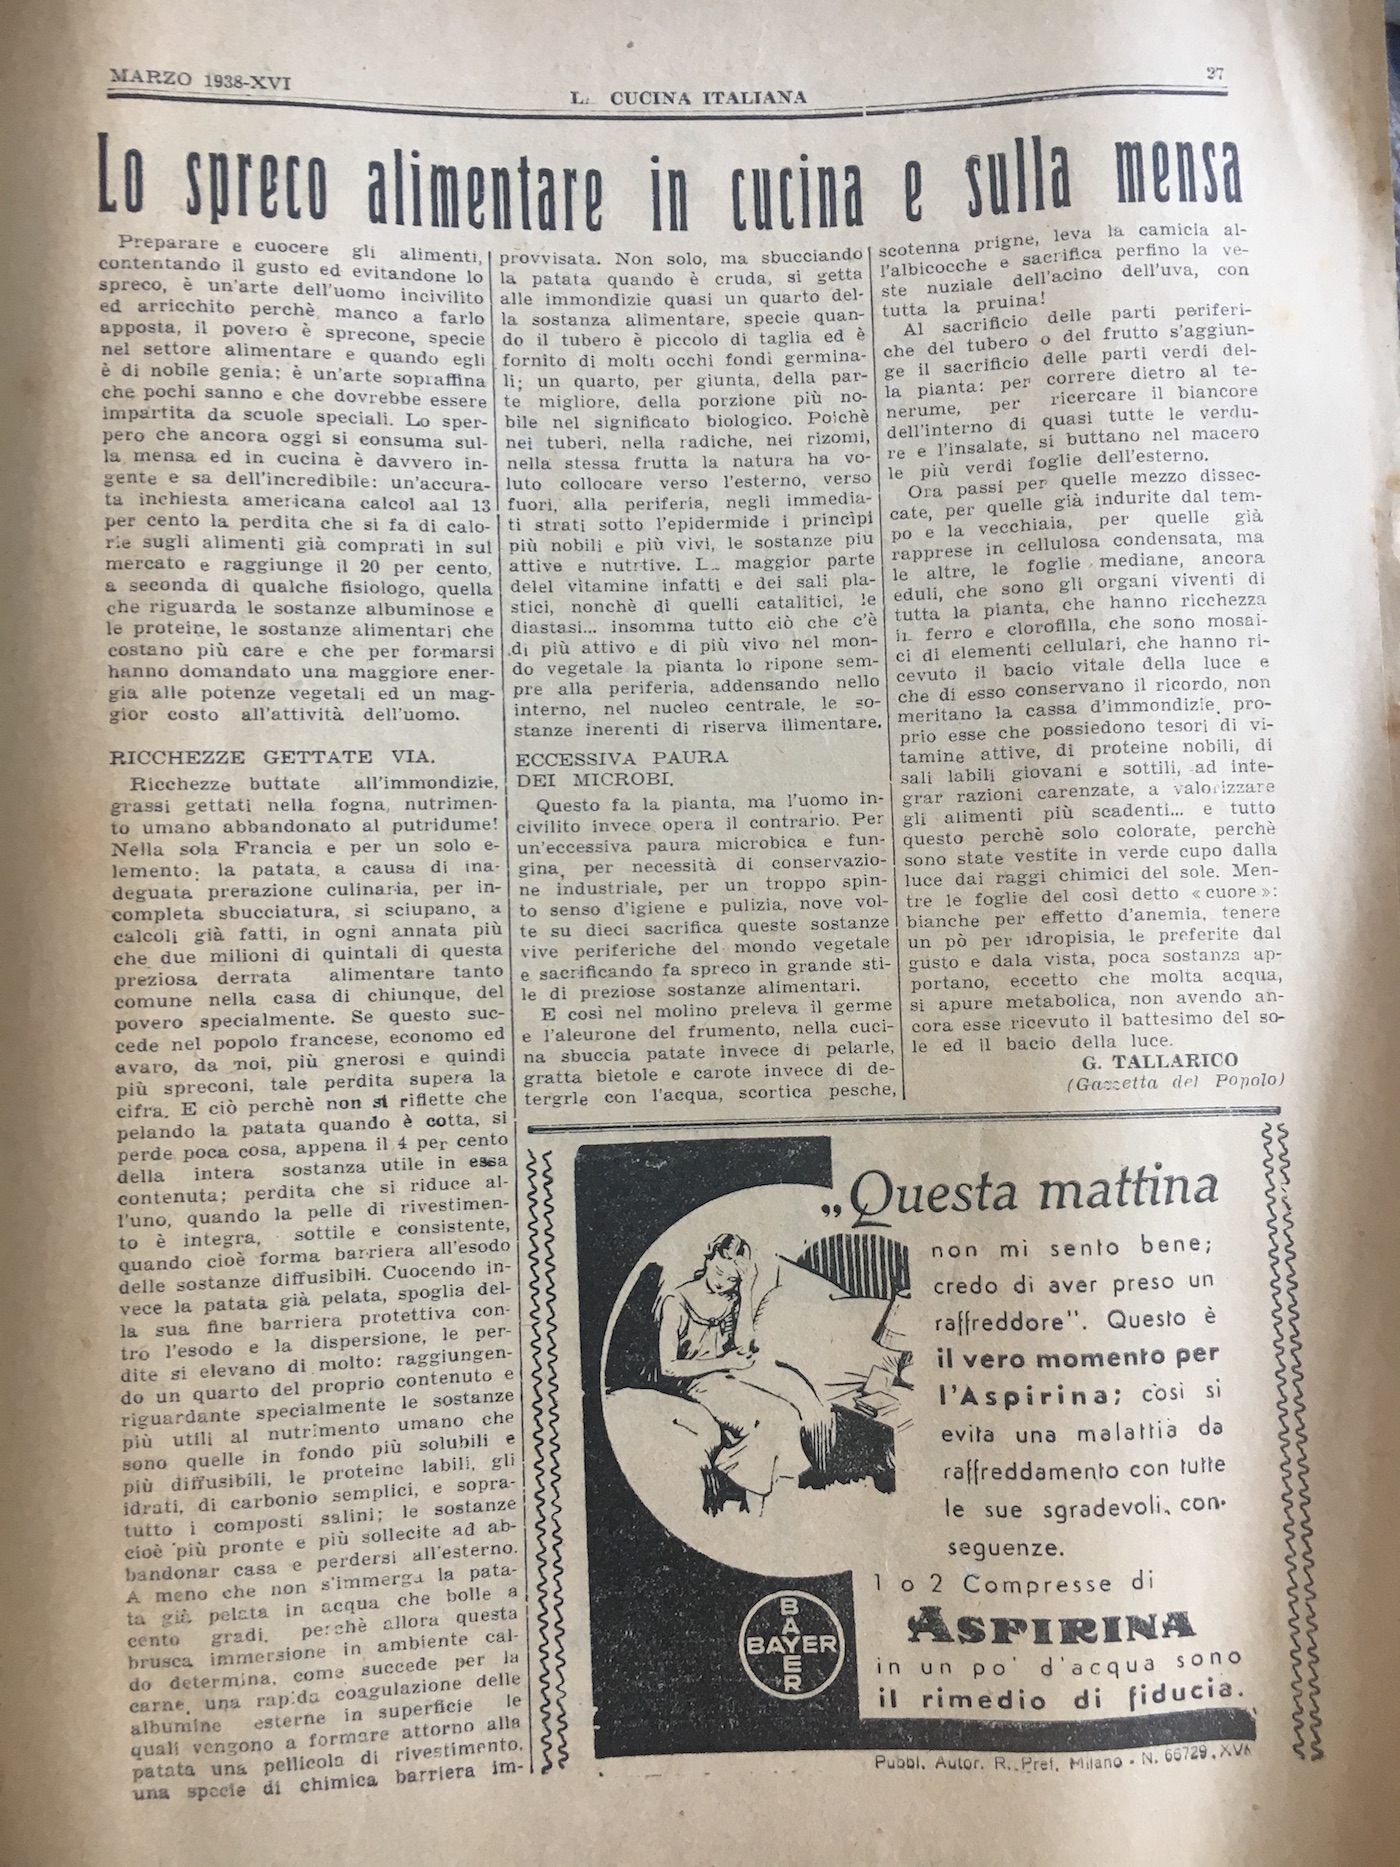 MARZO 1938-XVI
27
L. CUCINA ITALIANA
Lo spreco alimentare in cucina e sulla mensa
Preparare e cuocere gli alimenti,
contentando il gusto ed evitandone lo
spreco, è un'arte dell'uomo incivilito
ed arricchito perchè, manco a farlo
apposta, il povero è sprecone, specie
nel settore alimentare e quando egli
è di nobile genia; è un'arte sopraffina
che pochi sanno e che dovrebbe essere
impartita da scuole speciali. Lo sper-
pero che ancora oggi si consuma sul-
la mensa ed in cucina è davvero in-
gente e sa dell'incredibile: un'accura-
ta inchiesta americana calcol aal 13
per cento la perdita che si fa di calo-
rie sugli alimenti già comprati in sul
mercato e raggiunge il 20 per cento,
a seconda di qualche fisiologo, quella
che riguarda le sostanze albuminose e
le proteine, le sostanze alimentari che
costano più care e che per formarsi
hanno domandato una maggiore ener-
gia alle potenze vegetali ed un mag-
gior costo all'attività dell'uomo.
RICCHEZZE GETTATE VIA.
Ricchezze buttate all'immondizie,
grassi gettati nella fogna, nutrimen-
to umano abbandonato al putridume!
Nella sola Francia e per un solo e-
lemento: la patata, a causa di ina-
deguata prerazione culinaria, per in-
completa sbucciatura, si sciupano, a
calcoli già fatti, in ogni annata più
che due milioni di quintali di questa
preziosa derrata alimentare tanto
comune nella casa di chiunque, del
povero specialmente. Se questo suc-
cede nel popolo francese, economo ed
avaro, da noi, più gnerosi e quindi
più spreconi, tale perdita supera la
cifra. E ciò perchè non si riflette che
pelando la patata quando è cotta, si
perde poca cosa, appena il 4 per cento
della intera sostanza utile in essa
contenuta; perdita che si riduce al-
l'uno, quando la pelle di rivestimen-
to è integra, sottile e consistente,
quando cioè forma barriera all'esodo
delle sostanze diffusibili. Cuocendo in-
vece la patata già pelata, spoglia del-
la sua fine barriera protettiva con-
tro l'esodo e la dispersione, le per-
dite si elevano di molto: raggiungen-
do un quarto del proprio contenuto e
riguardante specialmente le sostanze
più utili al nutrimento umano che
sono quelle in fondo più solubili e
più diffusibili, le proteine labili, gli
idrati, di carbonio semplici, e sopra-
tutto i composti salini; le sostanze
cioè più pronte e più sollecite ad ab-
bandonar casa e perdersi all'esterno.
A meno che non s'immerga la pata-
ta già pelata in acqua che bolle a
cento gradi, perchè allora questa
brusca immersione in ambiente cal-
do determina, come succede per la
carne, una rapida coagulazione delle
albumine esterne in superficie le
quali vengono a formare attorno alla
patata una pellicola di rivestimento,
una specie di chimica barriera im-
provvisata. Non solo, ma sbucciando
la patata quando è cruda, si getta
alle immondizie quasi un quarto del-
la sostanza alimentare, specie quan-
do il tubero è piccolo di taglia ed è
fornito di molti occhi fondi germina-
li; un quarto, per giunta, della par-
te migliore, della porzione più no-
bile nel significato biologico. Poichè
nei tuberi, nella radiche, nei rizomi,
nella stessa frutta la natura ha vo-
luto collocare verso l'esterno, verso
fuori, alla periferia, negli immedia-
ti strati sotto l'epidermide i principi
più nobili e più vivi, le sostanze più
attive e nutrtive. L. maggior parte
delel vitamine infatti e dei sali pla-
stici, nonchè di quelli catalitici, le
diastasi... insomma tutto ciò che c'è
di più attivo e di più vivo nel mon-
do vegetale la pianta lo ripone sem-
pre alla periferia, addensando nello
interno, nel nucleo centrale, le so-
stanze inerenti di riserva ilimentare.
ECCESSIVA PAURA
DEI MICROBI.
Questo fa la pianta, ma l'uomo in-
civilito invece opera il contrario. Per
un'eccessiva paura microbica e fun-
gina, per necessità di conservazio-
ne industriale, per un troppo spin-
to senso d'igiene e pulizia, nove vol-
te su dieci sacrifica queste sostanze
vive periferiche del mondo vegetale
e sacrificando fa spreco in grande sti-
le di preziose sostanze alimentari.
E così nel molino preleva il germe
e l'aleurone del frumento, nella cuci-
na sbuccia patate invece di pelarle,
gratta bietole e carote invece di de-
tergrle con l'acqua, scortica pesche,
scotenna prigne, leva la camicia al-
l'albicocche e sacrifica perfino la ve-
ste nuziale dell'acino dell'uva, con
tutta la pruina!
Al sacrificio delle parti periferi-
che del tubero o del frutto s'aggiun-
ge il sacrificio delle parti verdi del-
la pianta: per correre dietro al te-
nerume, per ricercare il biancore
dell'interno di quasi tutte le verdu-
re e l'insalate, si buttano nel macero
le più verdi foglie dell'esterno.
Ora passi per quelle mezzo dissec-
cate, per quelle già indurite dal tem-
po e la vecchiaia, per quelle già
rapprese in cellulosa condensata, ma
le altre, le foglie mediane, ancora
eduli, che sono gli organi viventi di
tutta la pianta, che hanno ricchezza
in ferro e clorofilla, che sono mosai-
ci di elementi cellulari, che hanno ri-
cevuto il bacio vitale della luce e
che di esso conservano il ricordo, non
meritano la cassa d'immondizie, pro-
prio esse che possiedono tesori di vi-
tamine attive, di proteine nobili, di
sali labili giovani e sottili, ad inte-
grar razioni carenzate, a valorizzare
gli alimenti più scadenti... e tutto
questo perchè solo colorate, perchè
sono state vestite in verde cupo dalla
luce dai raggi chimici del sole. Men-
tre le foglie del così detto «cuore»:
bianche per effetto d'anemia, tenere
un pò per idropisia, le preferite dal
gusto e dala vista, poca sostanza ap-
portano, eccetto che molta acqua,
si apure metabolica, non avendo an-
cora esse ricevuto il battesimo del so-
le ed il bacio della luce.
G. TALLARICO
(Gazzetta del Popolo)
„Questa mattina
non mi sento bene;
credo di aver preso un
raffreddore". Questo è
il vero momento per
l'Aspirina; così si
evita una malattia da
raffreddamento con tutte
le sue sgradevoli con-
seguenze.
1 o 2 Compresse di
ASPIRINA
in un po' d'acqua sono
il rimedio di fiducia.
BAYER
BAYER
Pubbl. Autor. R. Pref. Milano - N. 66729 . XVI